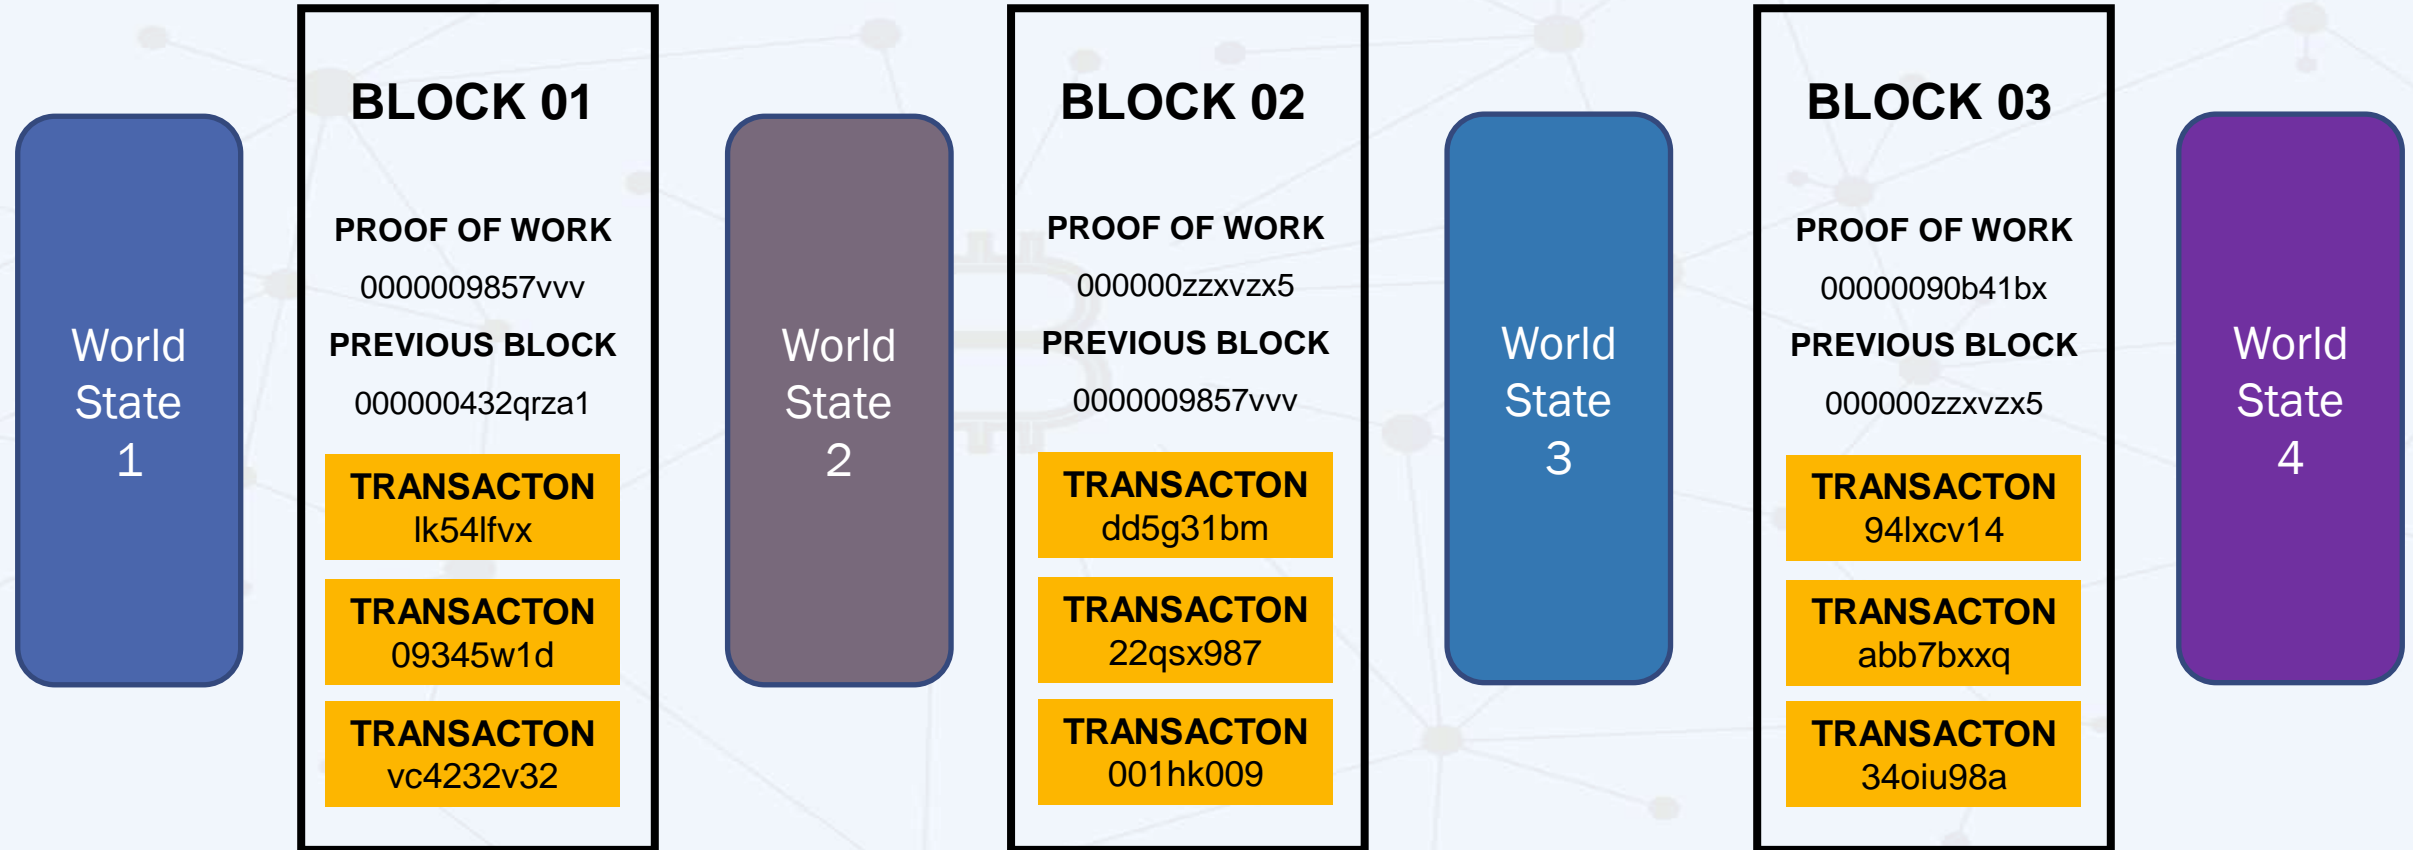 World
State
1
BLOCK 01
PROOF OF WORK
0000009857vvv
PREVIOUS BLOCK
000000432qrza1
TRANSACTON
lk54lfvx
TRANSACTON
09345w1d
TRANSACTON
vc4232v32
World
State
2
BLOCK 02
PROOF OF WORK
000000zzxvzx5
PREVIOUS BLOCK
0000009857vvv
TRANSACTON
dd5g31bm
TRANSACTON
22qsx987
TRANSACTON
001hk009
World
State
3
BLOCK 03
PROOF OF WORK
00000090b41bx
PREVIOUS BLOCK
000000zzxvzx5
TRANSACTON
94lxcv14
TRANSACTON
abb7bxxq
TRANSACTON
34oiu98a
World
State
4